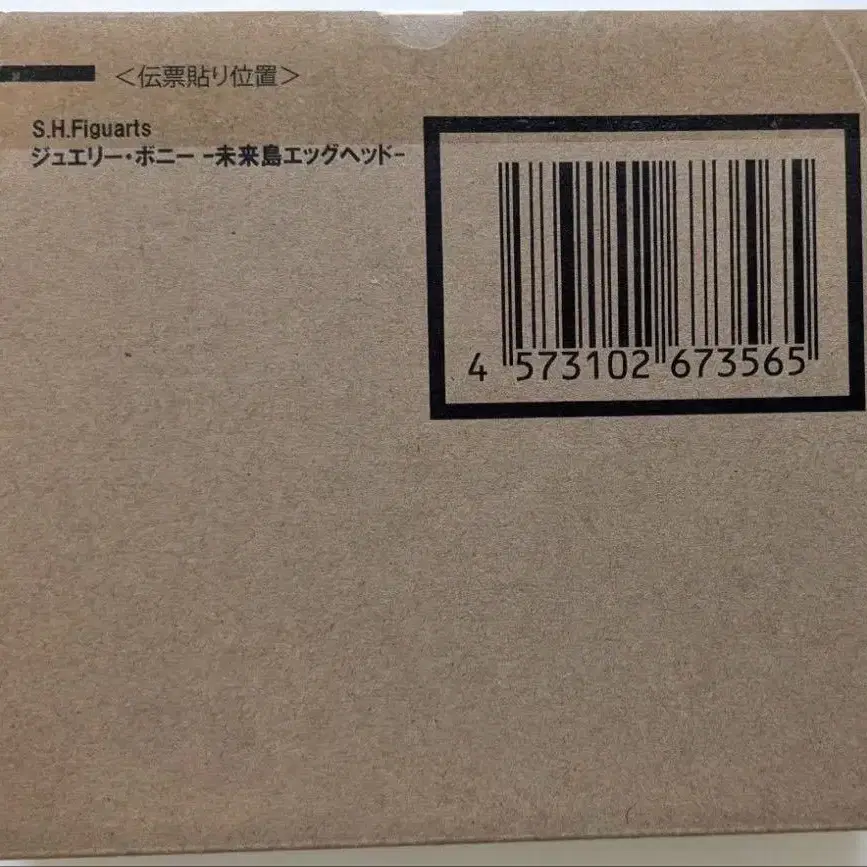 ＜伝票貼り位置＞
S.H.Figuarts
ジュエリー・ボニー -未来島エッグヘッド-
4 573102 673565